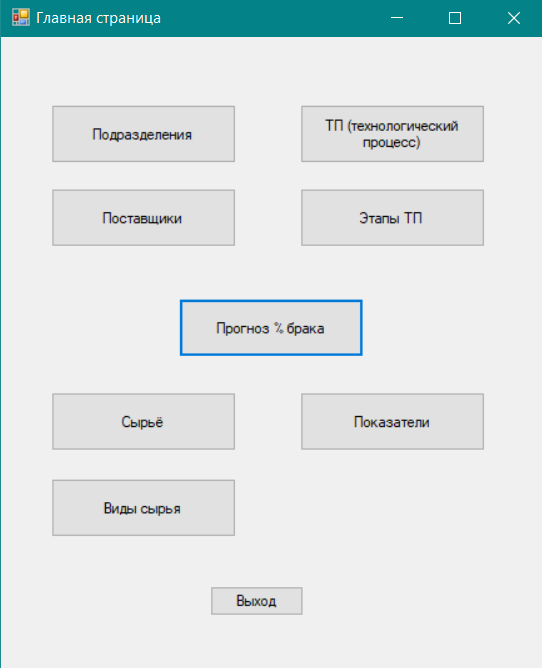 Главная страница
Подразделения
ТП (технологический
процесс)
Поставщики
Этапы ТП
Прогноз % брака
Сырьё
Показатели
Виды сырья
Выход